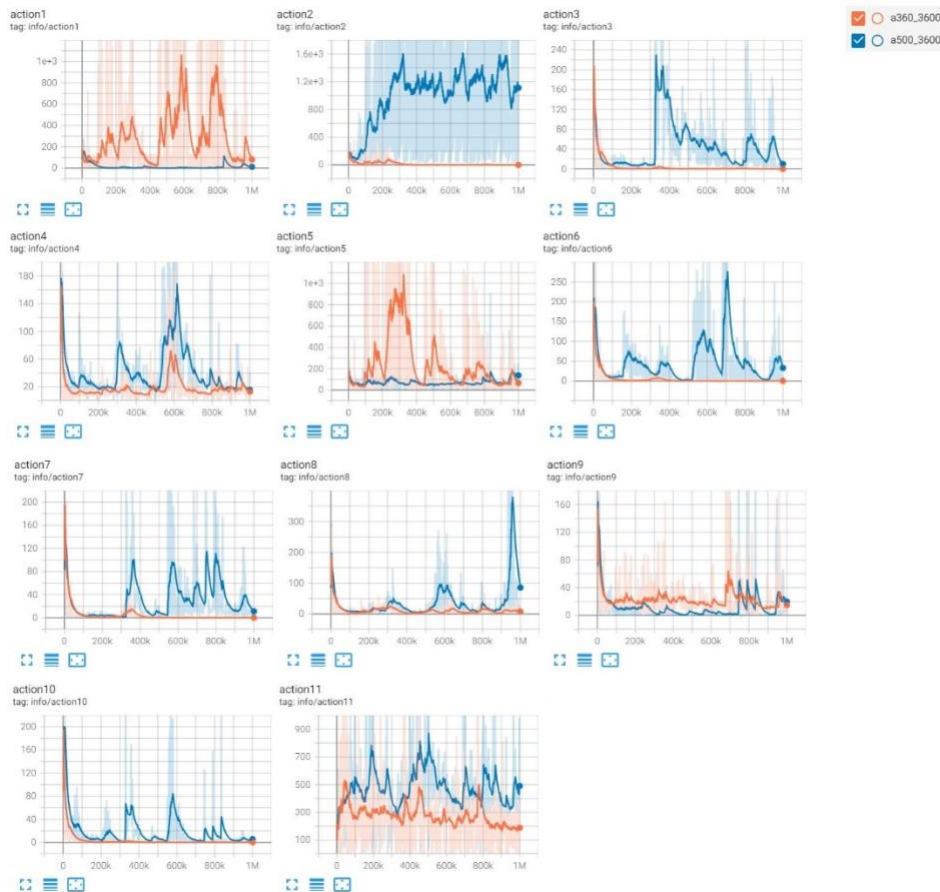 action1
tag: info/action1
1e+3
800
600
400
200
0
0 200k 400k 600k 800k 1M
action2
tag: info/action2
1.6e+3
1.2e+3
800
400
0
0 200k 400k 600k 800k 1M
action3
tag: info/action3
240
200
160
120
80
40
0
0 200k 400k 600k 800k 1M
a360_3600
a500_3600
action4
tag: info/action4
180
140
100
60
20
0 200k 400k 600k 800k 1M
action5
tag: info/action5
1e+3
800
600
400
200
0
0 200k 400k 600k 800k 1M
action6
tag: info/action6
250
200
150
100
50
0
0 200k 400k 600k 800k 1M
action7
tag: info/action7
200
160
120
80
40
0
0 200k 400k 600k 800k 1M
action8
tag: info/action8
300
200
100
0
0 200k 400k 600k 800k 1M
action9
tag: info/action9
160
120
80
40
0
0 200k 400k 600k 800k 1M
action10
tag: info/action10
200
160
120
80
40
0
0 200k 400k 600k 800k 1M
action11
tag: info/action11
900
700
500
300
100
0 200k 400k 600k 800k 1M